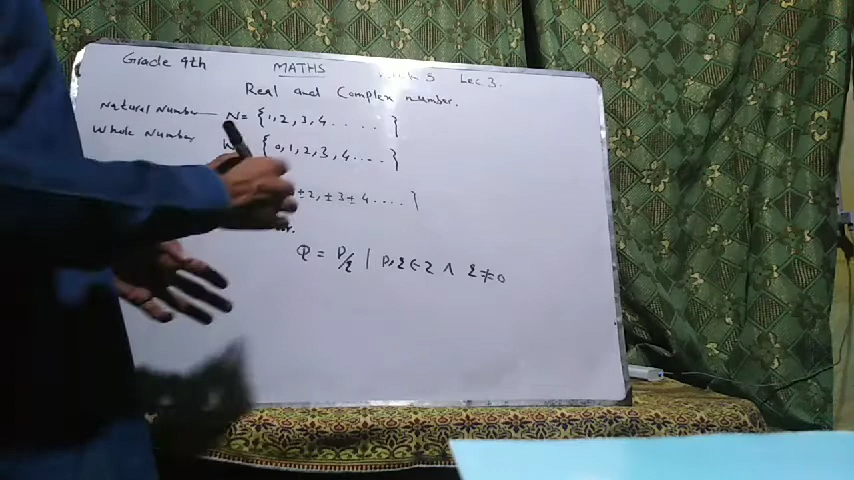 Grade 9th MATHS Lec 3.
Real and Complex number.
Natural Number N = {1, 2, 3, 4 . . . . . }
Whole Number { 0, 1, 2, 3, 4 . . . . }
±2, ±3 ± 4 . . . . }
Q = P/q | p, q ∈ Z ∧ q ≠ 0